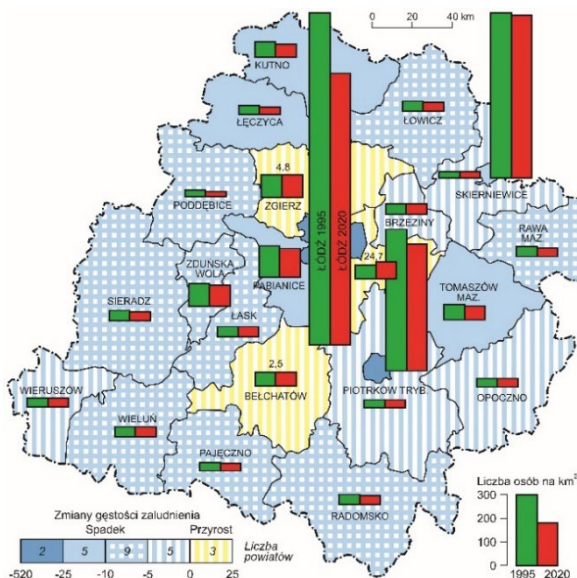 0 20 40 km
KUTNO
ŁĘCZYCA
ŁOWICZ
4.8
ZGIERZ
PODDĘBICE
SKIERNIEWICE
BRZEZINY
RAWA
MAZ.
ŁÓDŹ 1995
ŁÓDŹ 2020
24,7
ZDUŃSKA
WOLA
PABIANICE
SIERADZ
ŁASK
TOMASZÓW
MAZ.
2,5
BEŁCHATÓW
PIOTRKÓW TRYB.
OPOCZNO
WIERUSZÓW
WIELUŃ
PAJĘCZNO
RADOMSKO
Liczba osób na km²
300
200
100
0
1995 2020
Zmiany gęstości zaludnienia
Spadek Przyrost
2 5 9 5 3
Liczba
powiatów
-520 -25 -10 -5 0 25